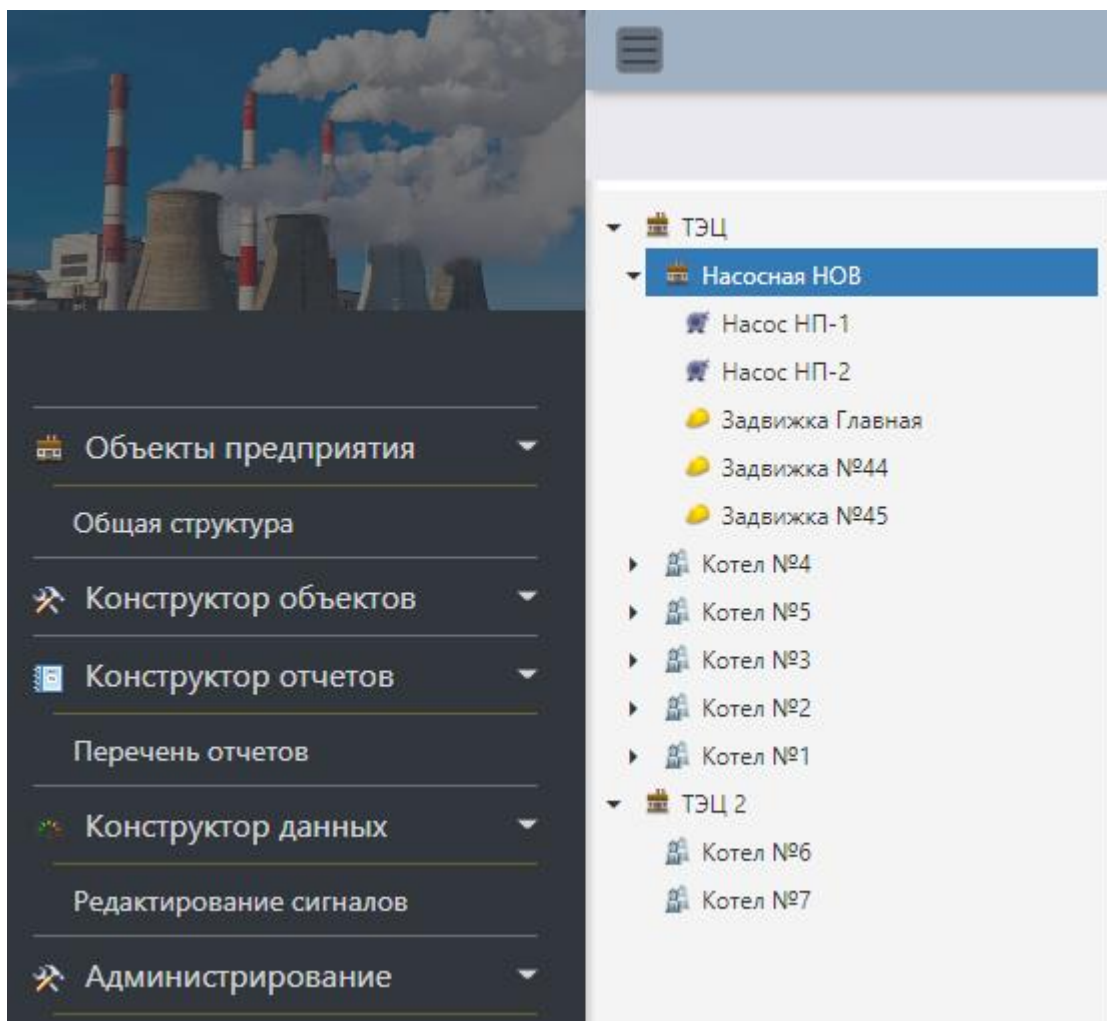 Объекты предприятия
Общая структура
Конструктор объектов
Конструктор отчетов
Перечень отчетов
Конструктор данных
Редактирование сигналов
Администрирование
ТЭЦ
Насосная НОВ
Насос НП-1
Насос НП-2
Задвижка Главная
Задвижка №44
Задвижка №45
Котел №4
Котел №5
Котел №3
Котел №2
Котел №1
ТЭЦ 2
Котел №6
Котел №7